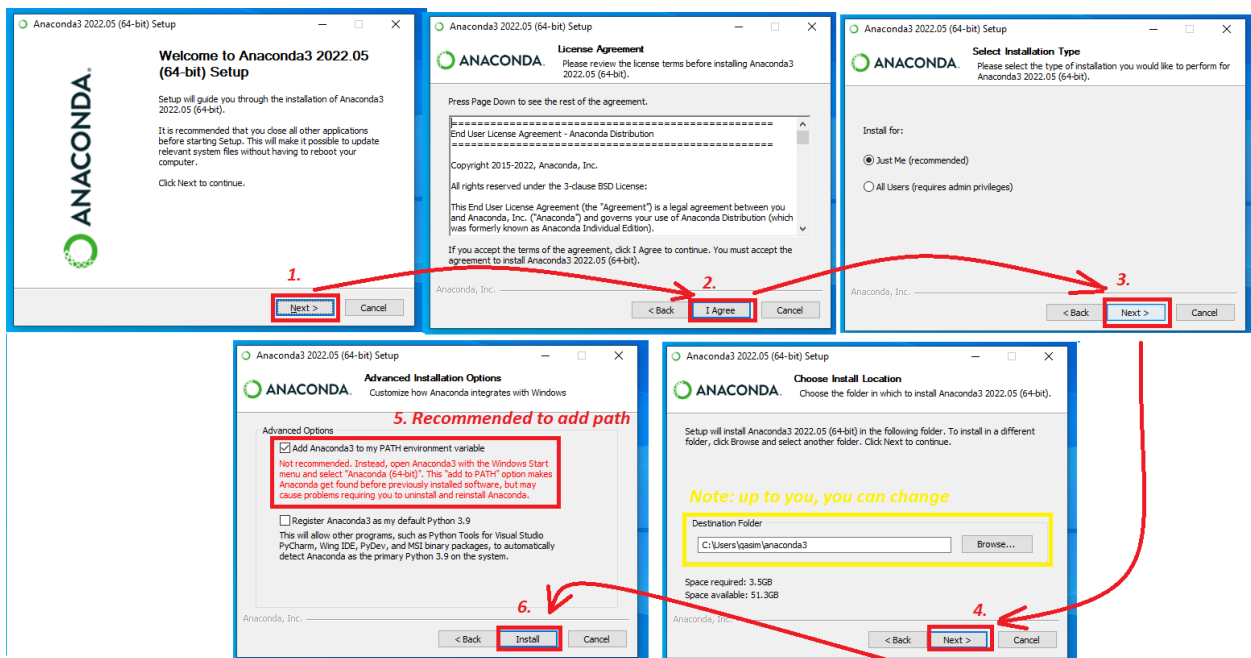 Anaconda3 2022.05 (64-bit) Setup
ANACONDA.
Welcome to Anaconda3 2022.05
(64-bit) Setup
Setup will guide you through the installation of Anaconda3
2022.05 (64-bit).
It is recommended that you close all other applications
before starting Setup. This will make it possible to update
relevant system files without having to reboot your
computer.
Click Next to continue.
1.
Next >
Cancel
Anaconda3 2022.05 (64-bit) Setup
ANACONDA.
License Agreement
Please review the license terms before installing Anaconda3
2022.05 (64-bit).
Press Page Down to see the rest of the agreement.
End User License Agreement - Anaconda Distribution
Copyright 2015-2022, Anaconda, Inc.
All rights reserved under the 3-clause BSD License:
This End User License Agreement (the "Agreement") is a legal agreement between you
and Anaconda, Inc. ("Anaconda") and governs your use of Anaconda Distribution (which
was formerly known as Anaconda Individual Edition).
If you accept the terms of the agreement, click I Agree to continue. You must accept the
agreement to install Anaconda3 2022.05 (64-bit).
Anaconda, Inc.
2.
< Back
I Agree
Cancel
Anaconda3 2022.05 (64-bit) Setup
ANACONDA.
Select Installation Type
Please select the type of installation you would like to perform for
Anaconda3 2022.05 (64-bit).
Install for:
Just Me (recommended)
All Users (requires admin privileges)
Anaconda, Inc.
3.
< Back
Next >
Cancel
Anaconda3 2022.05 (64-bit) Setup
ANACONDA.
Advanced Installation Options
Customize how Anaconda integrates with Windows
5. Recommended to add path
Advanced Options
Add Anaconda3 to my PATH environment variable
Not recommended. Instead, open Anaconda3 with the Windows Start
menu and select "Anaconda (64-bit)". This "add to PATH" option makes
Anaconda get found before previously installed software, but may
cause problems requiring you to uninstall and reinstall Anaconda.
Register Anaconda3 as my default Python 3.9
This will allow other programs, such as Python Tools for Visual Studio
PyCharm, Wing IDE, PyDev, and MSI binary packages, to automatically
detect Anaconda as the primary Python 3.9 on the system.
6.
Anaconda, Inc.
< Back
Install
Cancel
Anaconda3 2022.05 (64-bit) Setup
ANACONDA.
Choose Install Location
Choose the folder in which to install Anaconda3 2022.05 (64-bit).
Setup will install Anaconda3 2022.05 (64-bit) in the following folder. To install in a different
folder, click Browse and select another folder. Click Next to continue.
Note: up to you, you can change
Destination Folder
C:\Users\qasim\anaconda3
Browse...
Space required: 3.5GB
Space available: 51.3GB
4.
Anaconda, Inc.
< Back
Next >
Cancel